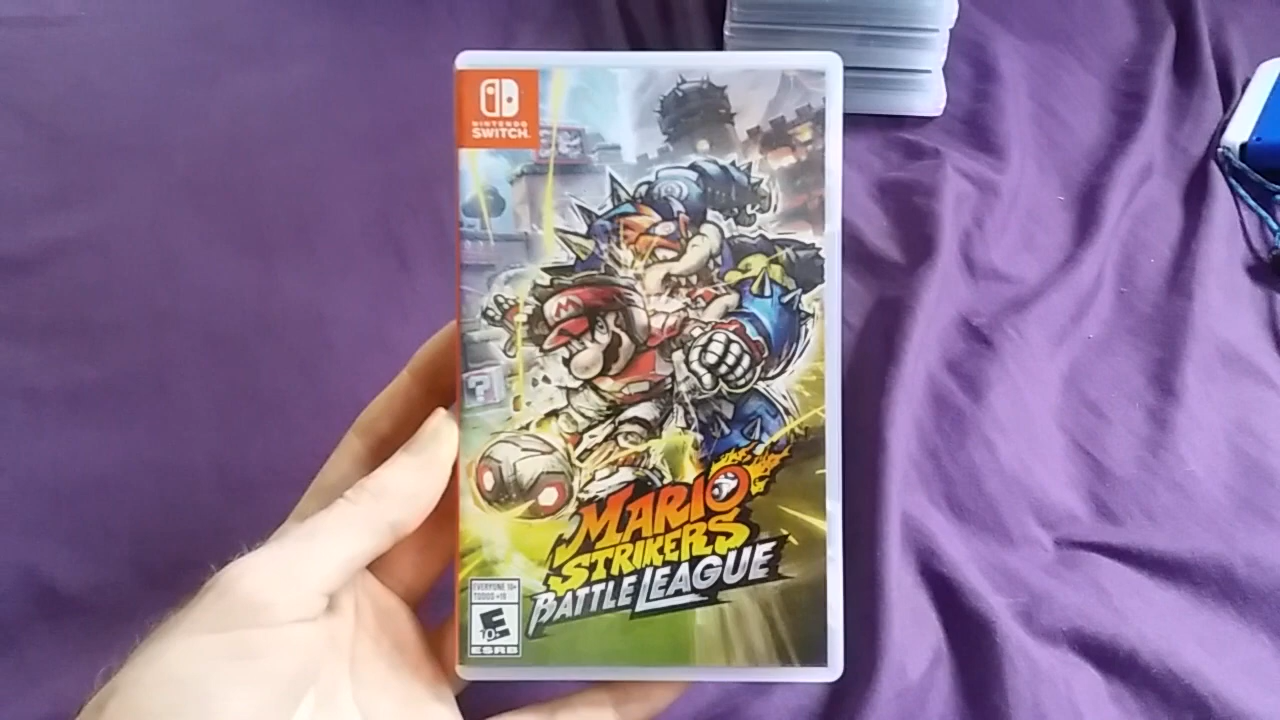 NINTENDO
SWITCH
M
?
MARIO
STRIKERS
BATTLE LEAGUE
EVERYONE 10+
TODOS +10
E
10+
ESRB